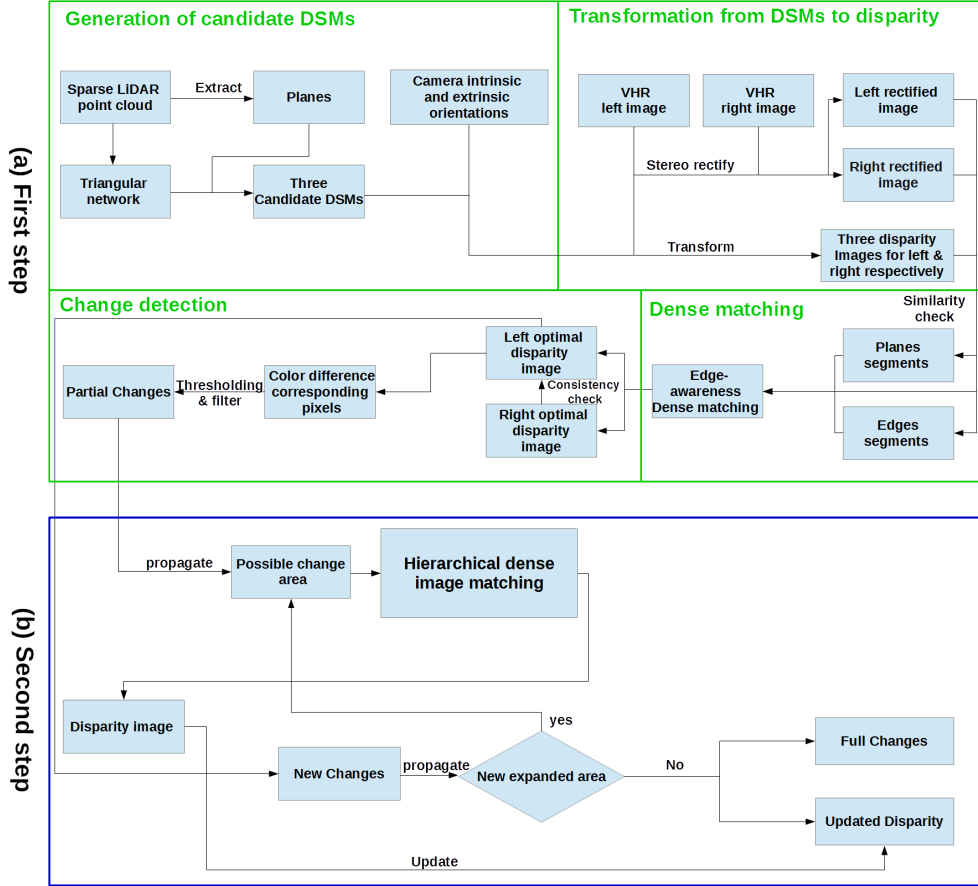 (a) First step
Generation of candidate DSMs
Sparse LiDAR
point cloud
Extract
Planes
Camera intrinsic
and extrinsic
orientations
Triangular
network
Three
Candidate DSMs
Transformation from DSMs to disparity
VHR
left image
VHR
right image
Left rectified
image
Stereo rectify
Right rectified
image
Transform
Three disparity
Images for left &
right respectively
Change detection
Partial Changes
Thresholding
& filter
Color difference
corresponding
pixels
Left optimal
disparity
image
Consistency
check
Right optimal
disparity
image
Dense matching
Similarity
check
Planes
segments
Edge-
awareness
Dense matching
Edges
segments
(b) Second step
propagate
Possible change
area
Hierarchical dense
image matching
Disparity image
yes
New Changes
propagate
New expanded area
No
Full Changes
Updated Disparity
Update